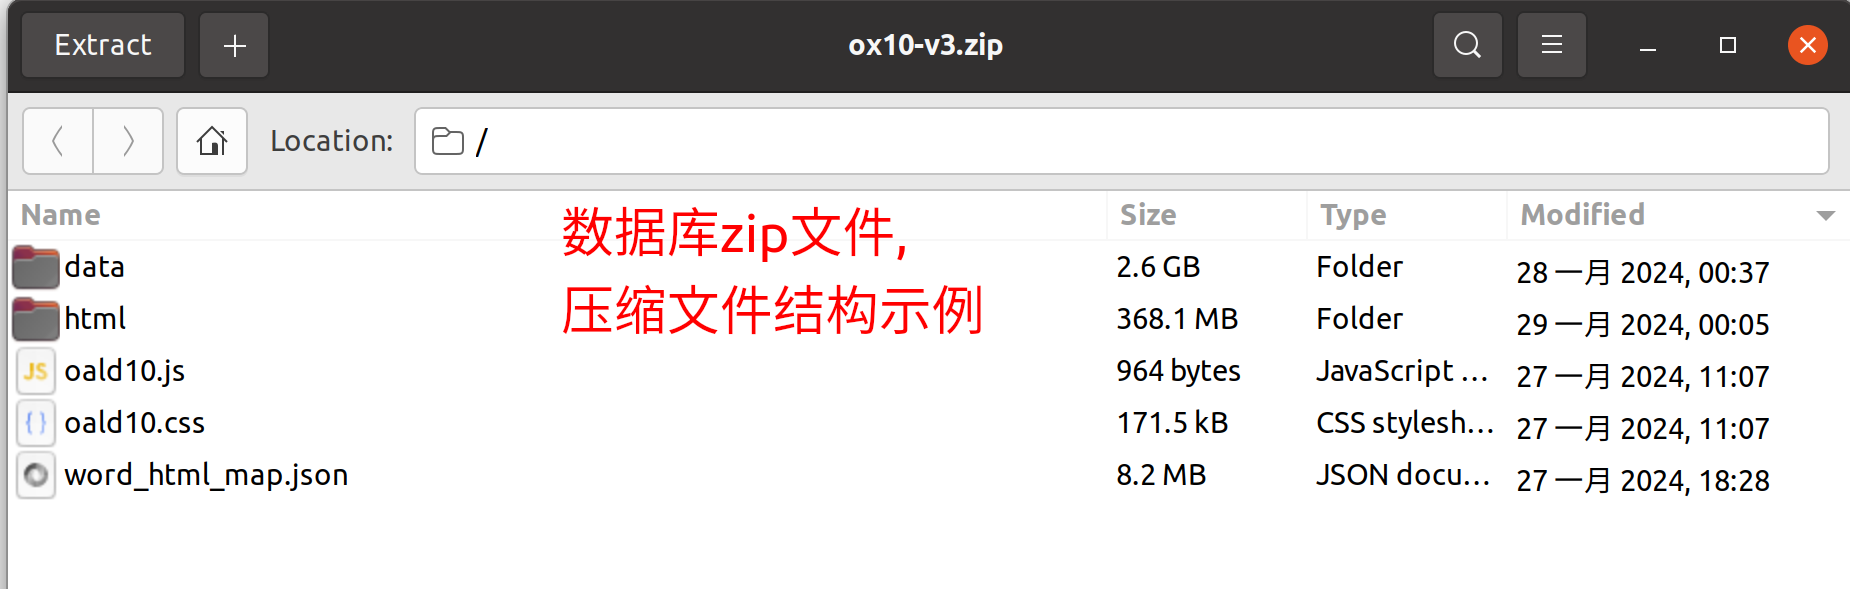 Extract
ox10-v3.zip
Location: /
Name Size Type Modified
数据库zip文件,
压缩文件结构示例
data 2.6 GB Folder 28 一月 2024, 00:37
html 368.1 MB Folder 29 一月 2024, 00:05
JS oald10.js 964 bytes JavaScript … 27 一月 2024, 11:07
{ } oald10.css 171.5 kB CSS stylesh… 27 一月 2024, 11:07
word_html_map.json 8.2 MB JSON docu… 27 一月 2024, 18:28